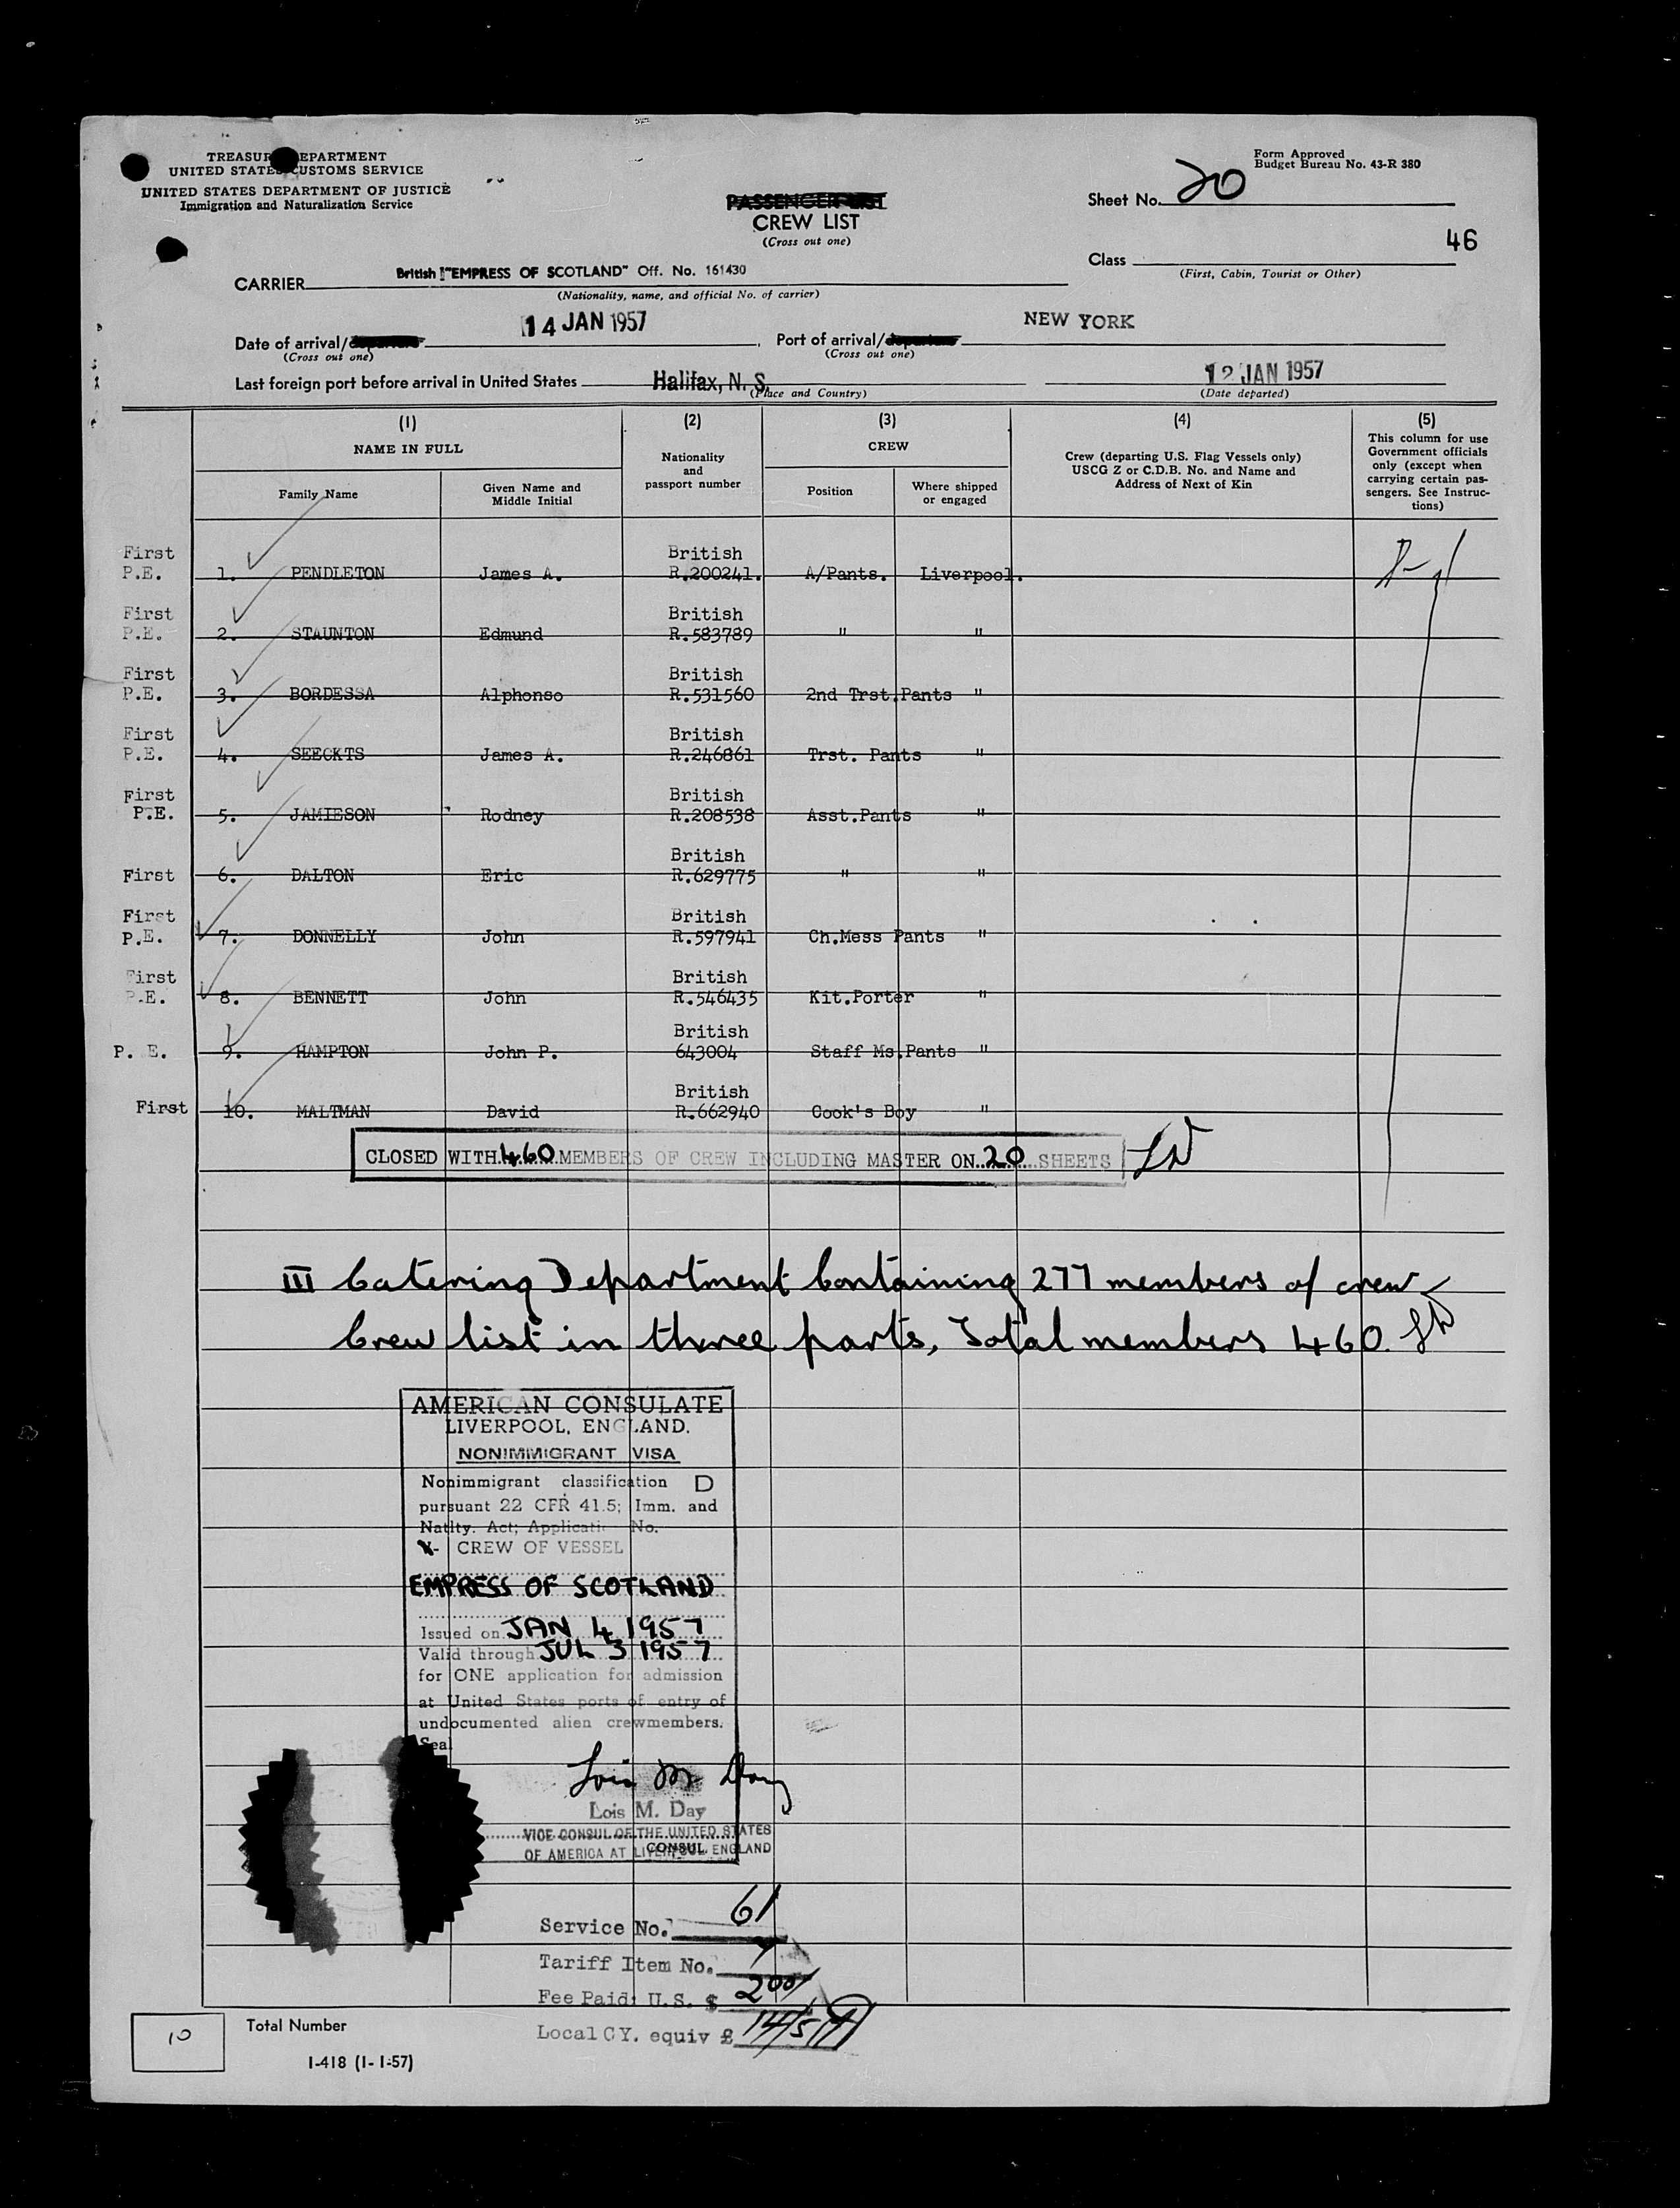 TREASURY DEPARTMENT
UNITED STATES CUSTOMS SERVICE
UNITED STATES DEPARTMENT OF JUSTICE
Immigration and Naturalization Service
Form Approved
Budget Bureau No. 43-R 380
PASSENGER LIST
CREW LIST
(Cross out one)
Sheet No. 20
46
Class
(First, Cabin, Tourist or Other)
CARRIER British "EMPRESS OF SCOTLAND" Off. No. 161430
(Nationality, name, and official No. of carrier)
Date of arrival/departure 14 JAN 1957, Port of arrival/departure NEW YORK
(Cross out one) (Cross out one)
Last foreign port before arrival in United States Halifax, N. S. 12 JAN 1957
(Place and Country) (Date departed)
(1) (2) (3) (4) (5)
NAME IN FULL
Family Name
Given Name and Middle Initial
Nationality and passport number
CREW
Position
Where shipped or engaged
Crew (departing U.S. Flag Vessels only)
USCG Z or C.D.B. No. and Name and
Address of Next of Kin
This column for use
Government officials
only (except when
carrying certain pas-
sengers. See Instruc-
tions)
First British
P.E. 1. PENDLETON James A. R.200241. A/Pants. Liverpool.
First British
P.E. 2. STAUNTON Edmund R.583789 " "
First British
P.E. 3. BORDESSA Alphonso R.531560 2nd Trst.Pants "
First British
P.E. 4. SEECKTS James A. R.246861 Trst. Pants "
First British
P.E. 5. JAMIESON Rodney R.208538 Asst.Pants "
British
First 6. DALTON Eric R.629775 " "
First British
P.E. 7. DONNELLY John R.597941 Ch.Mess Pants "
First British
P.E. 8. BENNETT John R.546435 Kit.Porter "
British
P. E. 9. HAMPTON John P. 643004 Staff Ms.Pants "
British
First 10. MALTMAN David R.662940 Cook's Boy "
CLOSED WITH 460 MEMBERS OF CREW INCLUDING MASTER ON 20 SHEETS
III Catering Department Containing 277 members of crew
Crew list in three parts, Total members 460.
AMERICAN CONSULATE
LIVERPOOL, ENGLAND.
NONIMMIGRANT VISA
Nonimmigrant classification D
pursuant 22 CFR 41.5; Imm. and
Natlty. Act; Application No.
X- CREW OF VESSEL
EMPRESS OF SCOTLAND
Issued on JAN 4 1957
Valid through JUL 3 1957
for ONE application for admission
at United States ports of entry of
undocumented alien crewmembers.
Seal
Lois M Day
Lois M. Day
VICE CONSUL OF THE UNITED STATES
CONSUL
OF AMERICA AT LIVERPOOL ENGLAND
Service No. 61
Tariff Item No. 7
Fee Paid: U.S. $ 200
Local CY. equiv £
10
Total Number
I-418 (1-1-57)